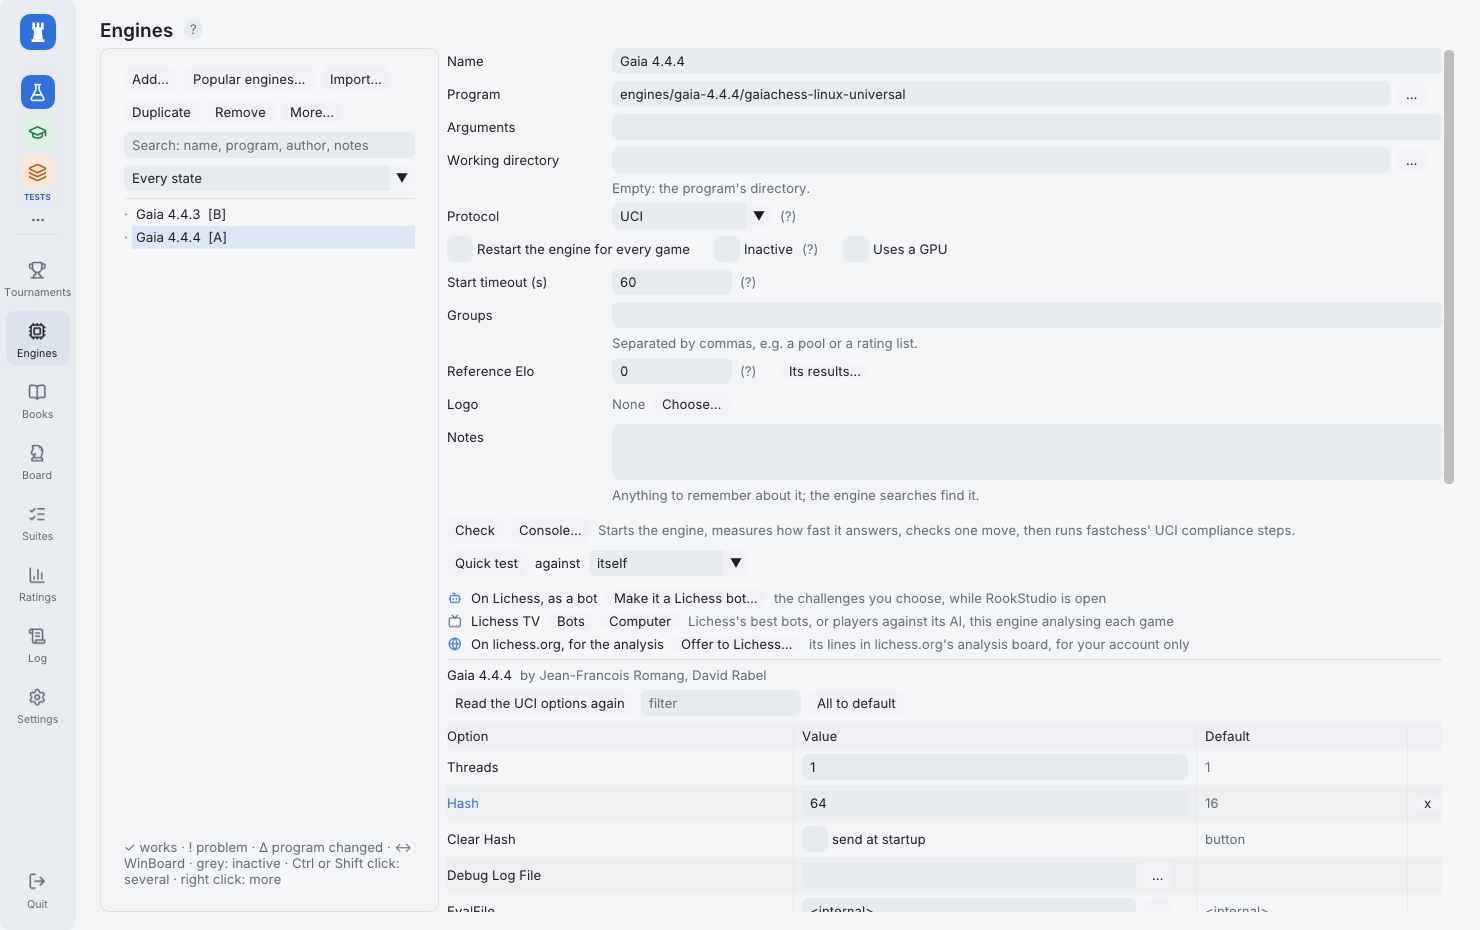 Engines ?
TESTS
...
Tournaments
Engines
Books
Board
Suites
Ratings
Log
Settings
Quit
Add... Popular engines... Import...
Duplicate Remove More...
Search: name, program, author, notes
Every state ▼
· Gaia 4.4.3 [B]
· Gaia 4.4.4 [A]
✓ works · ! problem · Δ program changed · ↔
WinBoard · grey: inactive · Ctrl or Shift click:
several · right click: more
Name Gaia 4.4.4
Program engines/gaia-4.4.4/gaiachess-linux-universal ...
Arguments
Working directory ...
Empty: the program's directory.
Protocol UCI ▼ (?)
Restart the engine for every game Inactive (?) Uses a GPU
Start timeout (s) 60 (?)
Groups
Separated by commas, e.g. a pool or a rating list.
Reference Elo 0 (?) Its results...
Logo None Choose...
Notes
Anything to remember about it; the engine searches find it.
Check Console... Starts the engine, measures how fast it answers, checks one move, then runs fastchess' UCI compliance steps.
Quick test against itself ▼
On Lichess, as a bot Make it a Lichess bot... the challenges you choose, while RookStudio is open
Lichess TV Bots Computer Lichess's best bots, or players against its AI, this engine analysing each game
On lichess.org, for the analysis Offer to Lichess... its lines in lichess.org's analysis board, for your account only
Gaia 4.4.4 by Jean-Francois Romang, David Rabel
Read the UCI options again filter All to default
Option Value Default
Threads 1 1
Hash 64 16 x
Clear Hash send at startup button
Debug Log File ...
EvalFile <internal> <internal>